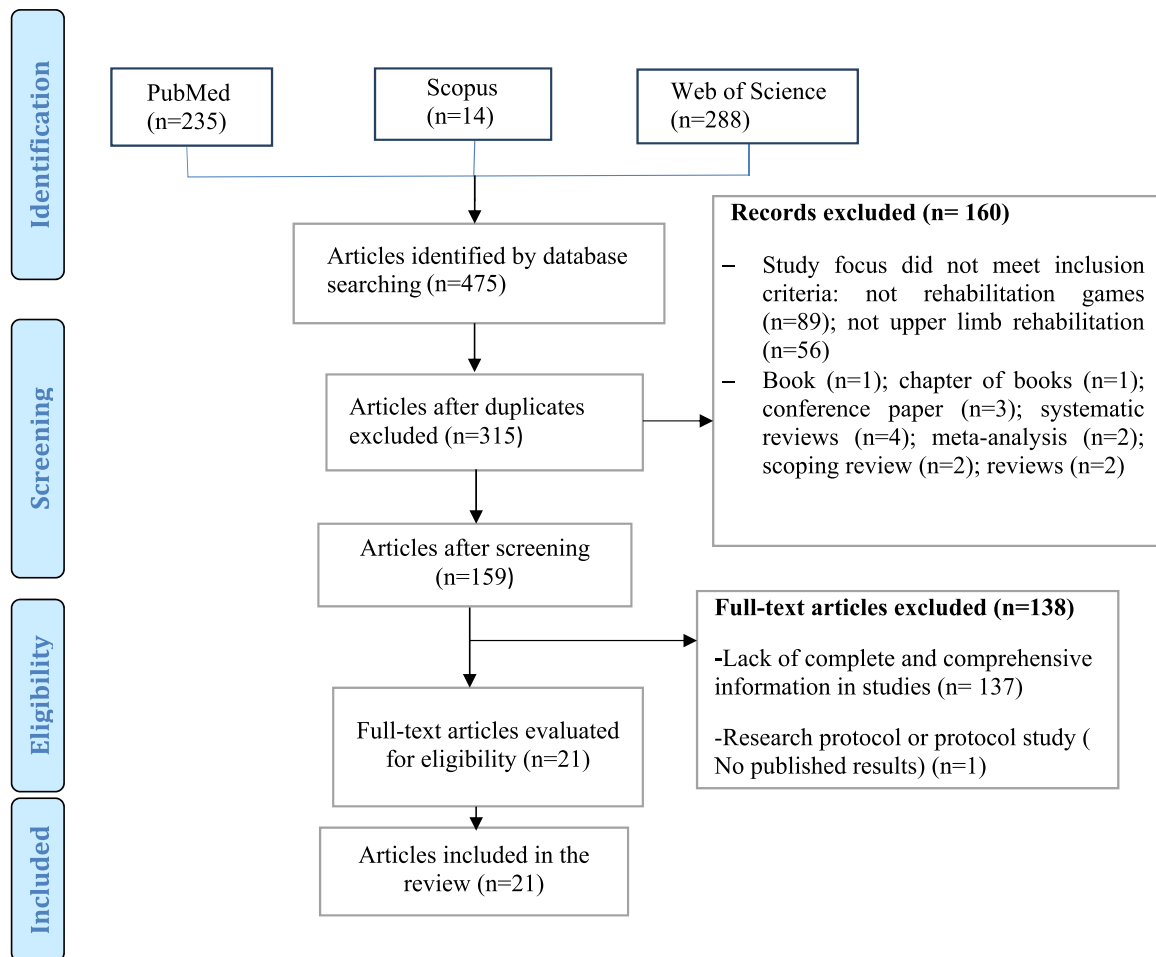 Identification
PubMed
(n=235)
Scopus
(n=14)
Web of Science
(n=288)
Articles identified by database
searching (n=475)
Records excluded (n= 160)
– Study focus did not meet inclusion
criteria: not rehabilitation games
(n=89); not upper limb rehabilitation
(n=56)
– Book (n=1); chapter of books (n=1);
conference paper (n=3); systematic
reviews (n=4); meta-analysis (n=2);
scoping review (n=2); reviews (n=2)
Screening
Articles after duplicates
excluded (n=315)
Articles after screening
(n=159)
Eligibility
Full-text articles excluded (n=138)
-Lack of complete and comprehensive
information in studies (n= 137)
-Research protocol or protocol study (
No published results) (n=1)
Full-text articles evaluated
for eligibility (n=21)
Included
Articles included in the
review (n=21)